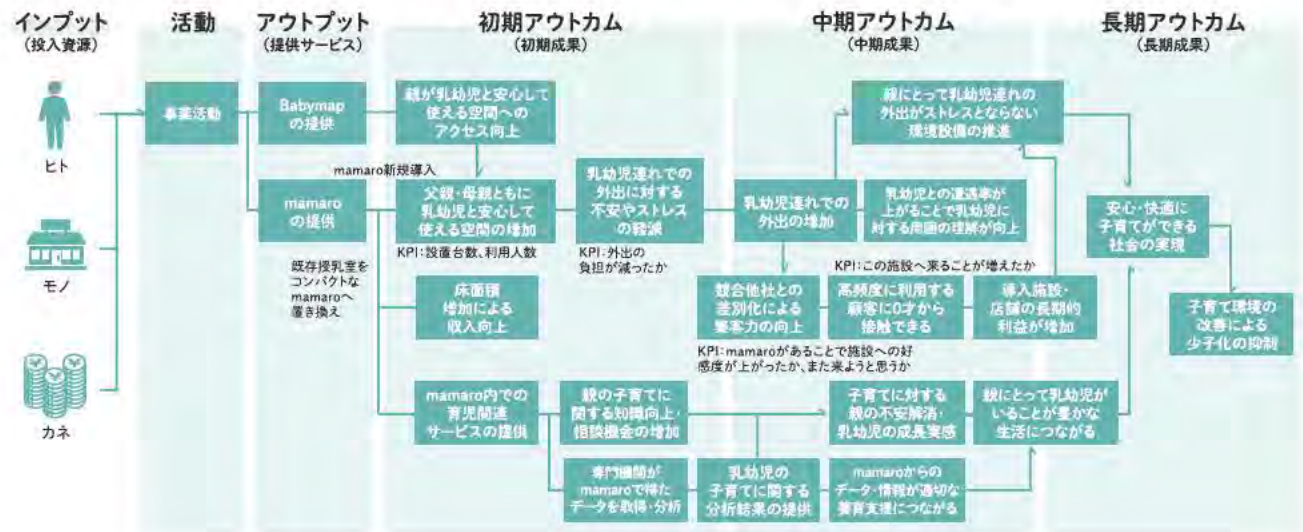 インプット
(投入資源)
活動
アウトプット
(提供サービス)
初期アウトカム
(初期成果)
中期アウトカム
(中期成果)
長期アウトカム
(長期成果)
ヒト
モノ
カネ
事業活動
Babymap
の提供
mamaro
の提供
mamaro新規導入
既存授乳室を
コンパクトな
mamaroへ
置き換え
親が乳幼児と安心して
使える空間への
アクセス向上
父親・母親ともに
乳幼児と安心して
使える空間の増加
KPI:設置台数、利用人数
乳幼児連れでの
外出に対する
不安やストレス
の軽減
KPI:外出の
負担が減ったか
床面積
増加による
収入向上
mamaro内での
育児関連
サービスの提供
親の子育てに
関する知識向上・
相談機会の増加
専門機関が
mamaroで得た
データを取得・分析
乳幼児の
子育てに関する
分析結果の提供
親にとって乳幼児連れの
外出がストレスとならない
環境設備の推進
乳幼児連れでの
外出の増加
乳幼児との遭遇率が
上がることで乳幼児に
対する周囲の理解が向上
KPI:この施設へ来ることが増えたか
競合他社との
差別化による
集客力の向上
高頻度に利用する
顧客に0才から
接触できる
導入施設・
店舗の長期的
利益が増加
KPI:mamaroがあることで施設への好
感度が上がったか、また来ようと思うか
子育てに対する
親の不安解消・
乳幼児の成長実感
mamaroからの
データ・情報が適切な
養育支援につながる
親にとって乳幼児が
いることが豊かな
生活につながる
安心・快適に
子育てができる
社会の実現
子育て環境の
改善による
少子化の抑制